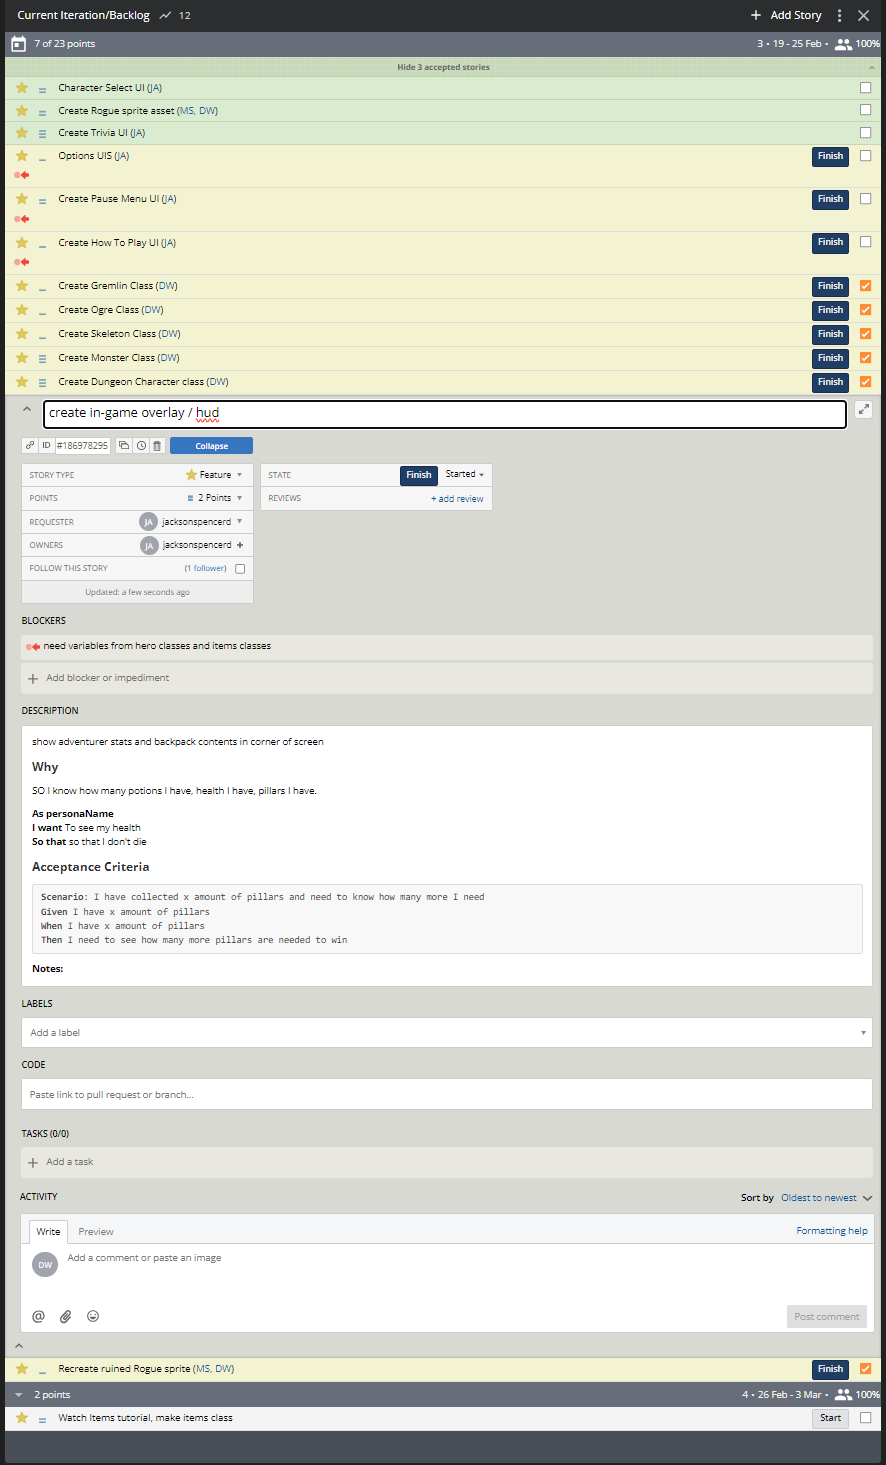 Current Iteration/Backlog 12 + Add Story
7 of 23 points 3 • 19 - 25 Feb • 100%
Hide 3 accepted stories
Character Select UI (JA)
Create Rogue sprite asset (MS, DW)
Create Trivia UI (JA)
Options UIS (JA) Finish
Create Pause Menu UI (JA) Finish
Create How To Play UI (JA) Finish
Create Gremlin Class (DW) Finish
Create Ogre Class (DW) Finish
Create Skeleton Class (DW) Finish
Create Monster Class (DW) Finish
Create Dungeon Character class (DW) Finish
create in-game overlay / hud
ID #186978295 Collapse
STORY TYPE Feature
STATE Finish Started
POINTS 2 Points
REVIEWS + add review
REQUESTER JA jacksonspencerd
OWNERS JA jacksonspencerd +
FOLLOW THIS STORY (1 follower)
Updated: a few seconds ago
BLOCKERS
need variables from hero classes and items classes
+ Add blocker or impediment
DESCRIPTION
show adventurer stats and backpack contents in corner of screen
Why
SO I know how many potions I have, health I have, pillars I have.
As personaName
I want To see my health
So that so that I don't die
Acceptance Criteria
Scenario: I have collected x amount of pillars and need to know how many more I need
Given I have x amount of pillars
When I have x amount of pillars
Then I need to see how many more pillars are needed to win
Notes:
LABELS
Add a label
CODE
Paste link to pull request or branch...
TASKS (0/0)
+ Add a task
ACTIVITY Sort by Oldest to newest
Write Preview Formatting help
DW Add a comment or paste an image
@ Post comment
Recreate ruined Rogue sprite (MS, DW) Finish
2 points 4 • 26 Feb - 3 Mar • 100%
Watch Items tutorial, make items class Start